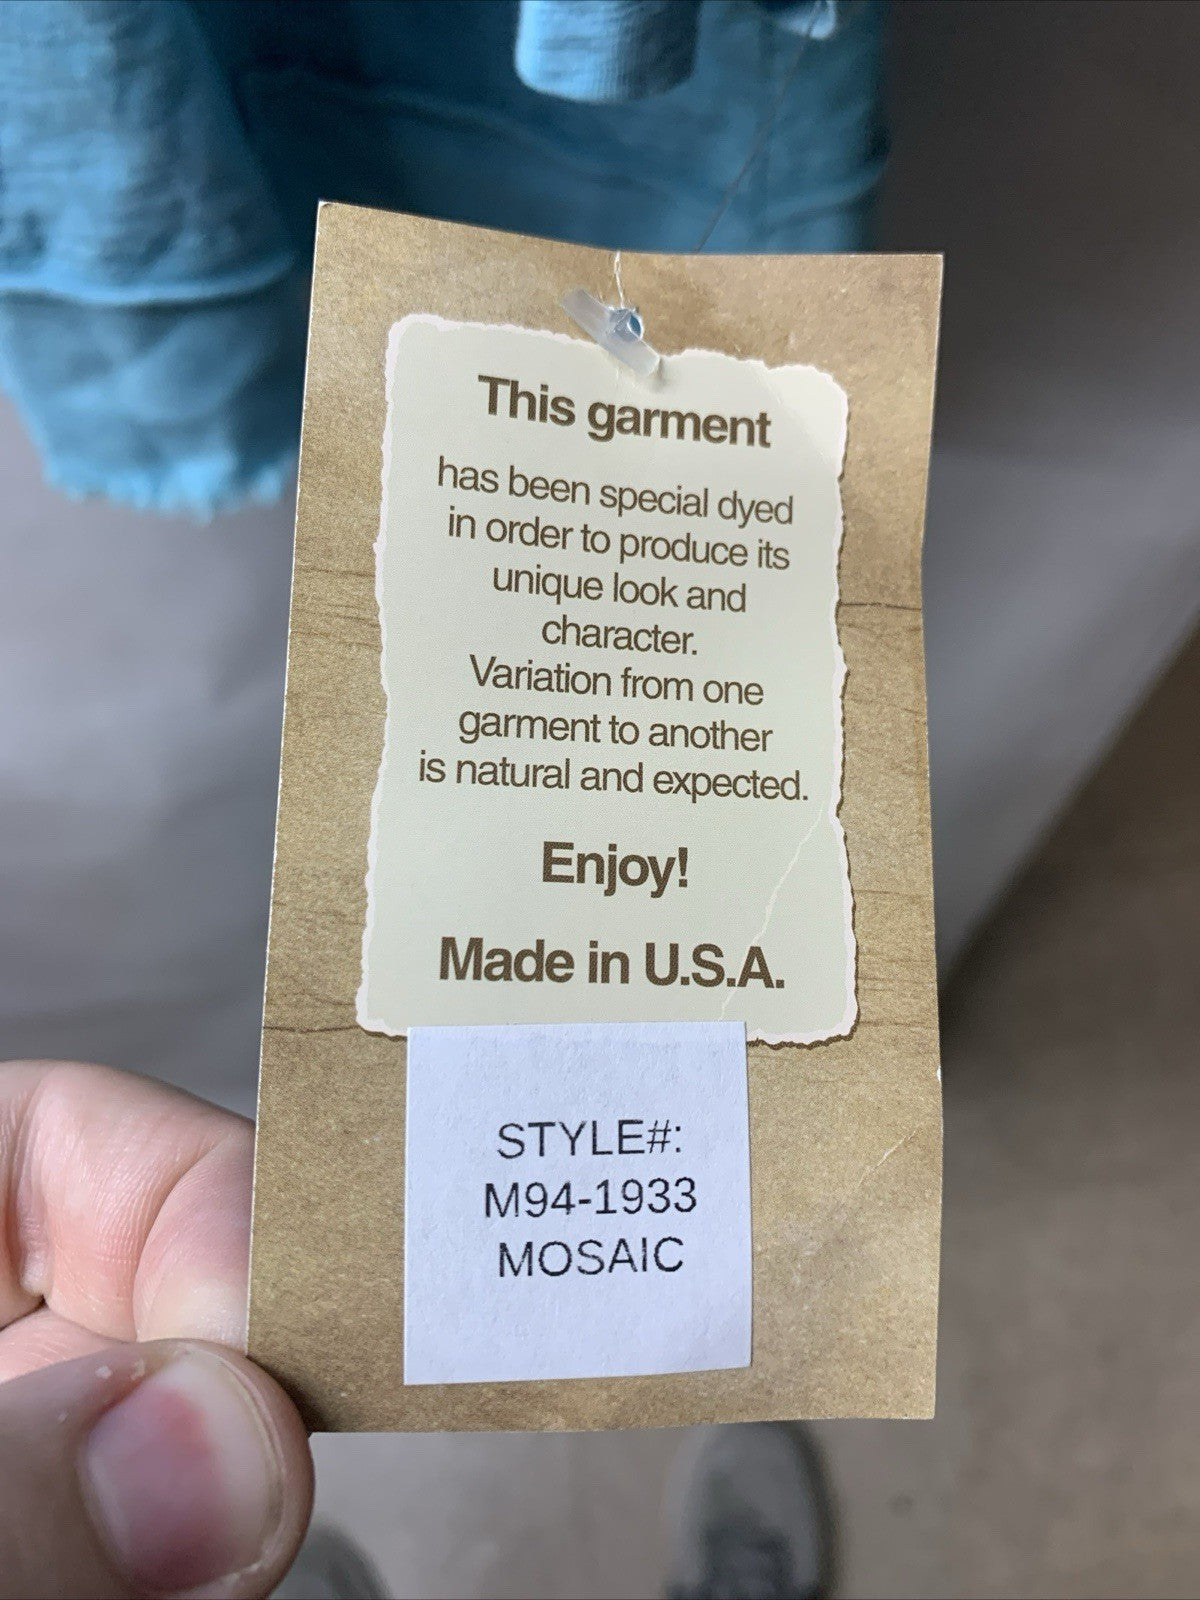 This garment
has been special dyed
in order to produce its
unique look and
character.
Variation from one
garment to another
is natural and expected.
Enjoy!
Made in U.S.A.
STYLE#:
M94-1933
MOSAIC